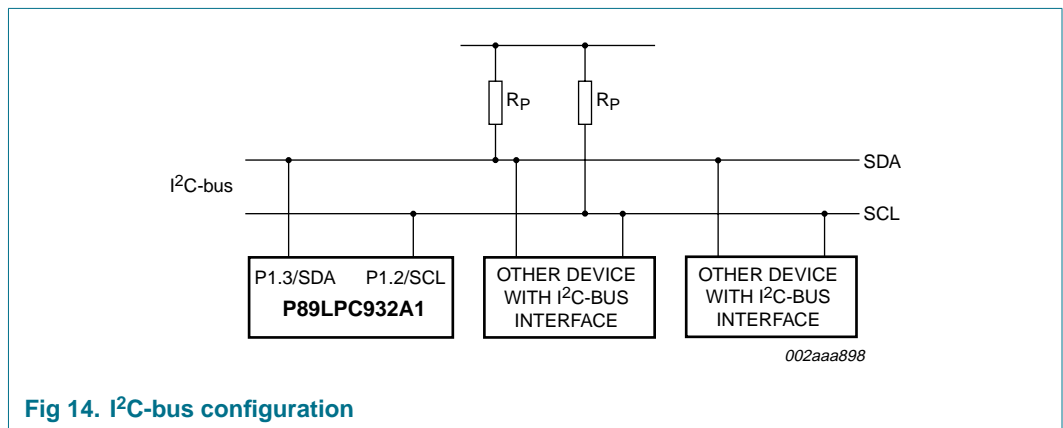 RP RP
SDA
I2C-bus
SCL
P1.3/SDA P1.2/SCL
P89LPC932A1
OTHER DEVICE
WITH I2C-BUS
INTERFACE
OTHER DEVICE
WITH I2C-BUS
INTERFACE
002aaa898
Fig 14. I2C-bus configuration